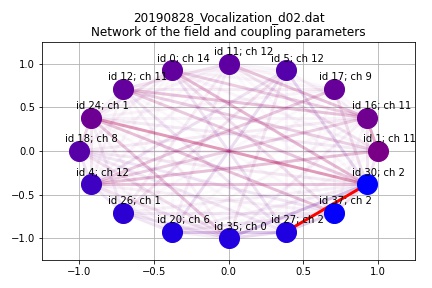 20190828_Vocalization_d02.dat
Network of the field and coupling parameters
id 11; ch 12
id 0; ch 14
id 5; ch 12
id 12; ch 11
id 17; ch 9
id 24; ch 1
id 16; ch 11
id 18; ch 8
id 1; ch 11
id 4; ch 12
id 30; ch 2
id 26; ch 1
id 37; ch 2
id 20; ch 6
id 35; ch 0
id 27; ch 2
1.0
0.5
0.0
−0.5
−1.0
−1.0
−0.5
0.0
0.5
1.0